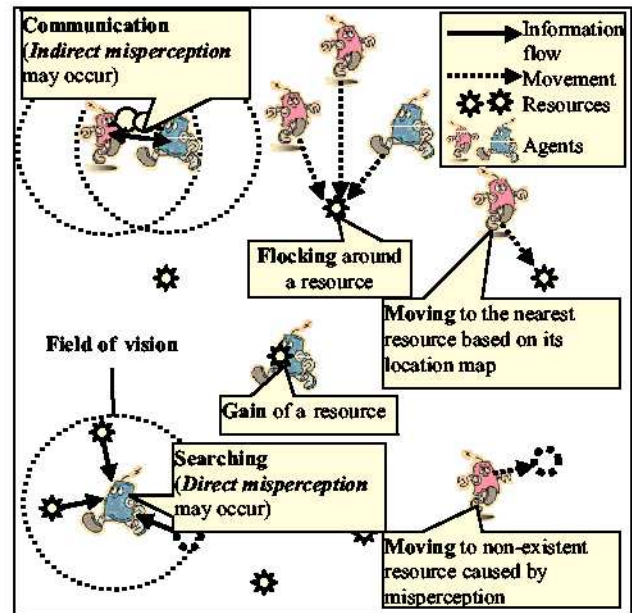 Communication
(Indirect misperception
may occur)
Information
flow
Movement
Resources
Agents
Flocking around
a resource
Moving to the nearest
resource based on its
location map
Field of vision
Gain of a resource
Searching
(Direct misperception
may occur)
Moving to non-existent
resource caused by
misperception